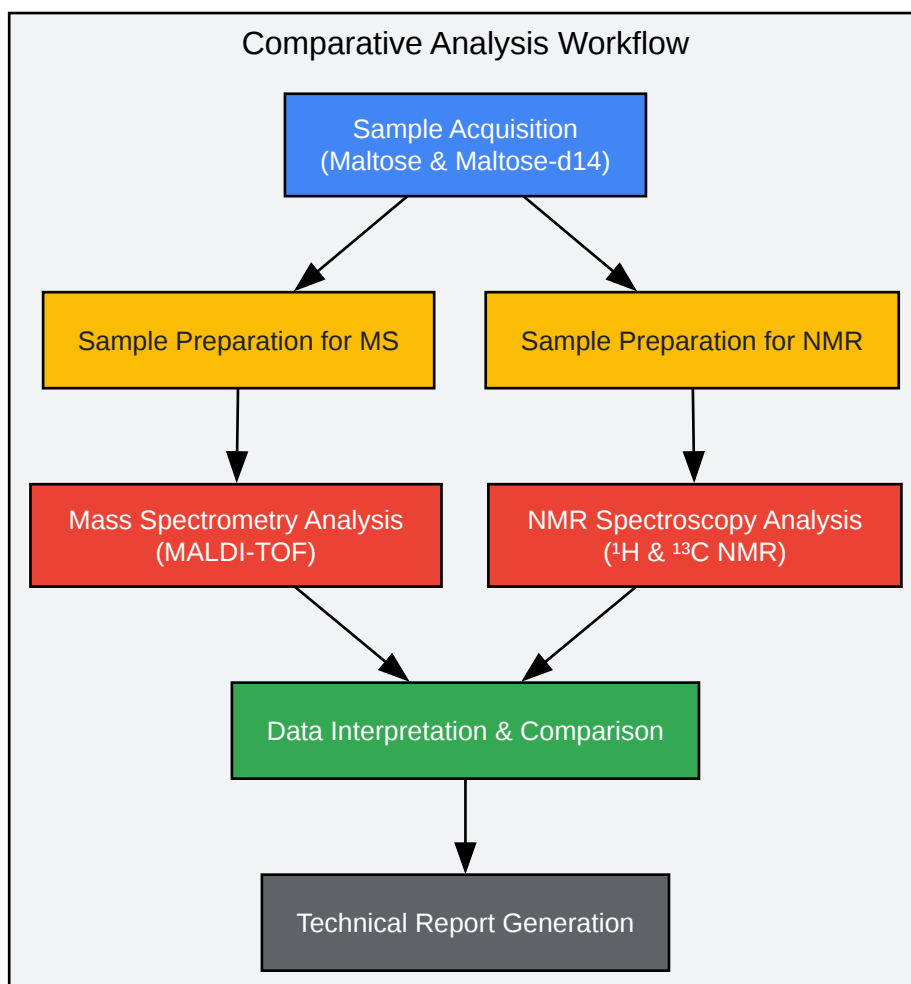 Comparative Analysis Workflow
Sample Acquisition
(Maltose & Maltose-d14)
Sample Preparation for MS
Sample Preparation for NMR
Mass Spectrometry Analysis
(MALDI-TOF)
NMR Spectroscopy Analysis
(¹H & ¹³C NMR)
Data Interpretation & Comparison
Technical Report Generation